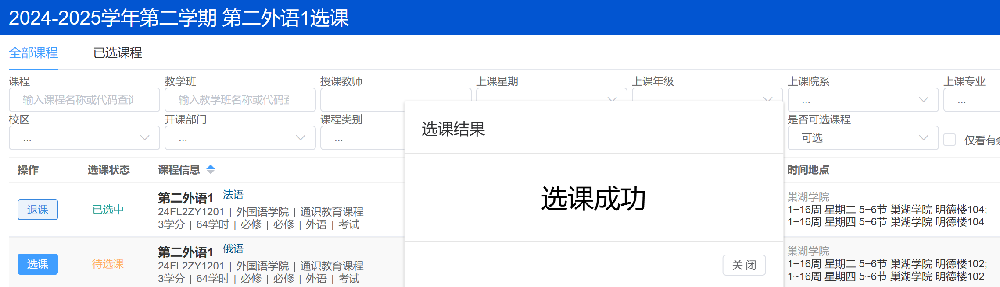 2024-2025学年第二学期 第二外语1选课
全部课程 已选课程
课程 教学班 授课教师 上课星期 上课年级 上课院系 上课专业
输入课程名称或代码查 输入教学班名称或代码 ... ...
校区 开课部门 课程类别 是否可选课程
... ... ... 可选 仅看有
选课结果
操作 选课状态 课程信息 时间地点
选课成功
退课 已选中 第二外语1 法语
24FL2ZY1201 | 外国语学院 | 通识教育课程
3学分 | 64学时 | 必修 | 必修 | 外语 | 考试
巢湖学院
1~16周 星期二 5~6节 巢湖学院 明德楼104;
1~16周 星期四 5~6节 巢湖学院 明德楼104
选课 待选课 第二外语1 俄语
24FL2ZY1201 | 外国语学院 | 通识教育课程
3学分 | 64学时 | 必修 | 必修 | 外语 | 考试
巢湖学院
1~16周 星期二 5~6节 巢湖学院 明德楼102;
1~16周 星期四 5~6节 巢湖学院 明德楼102
关 闭